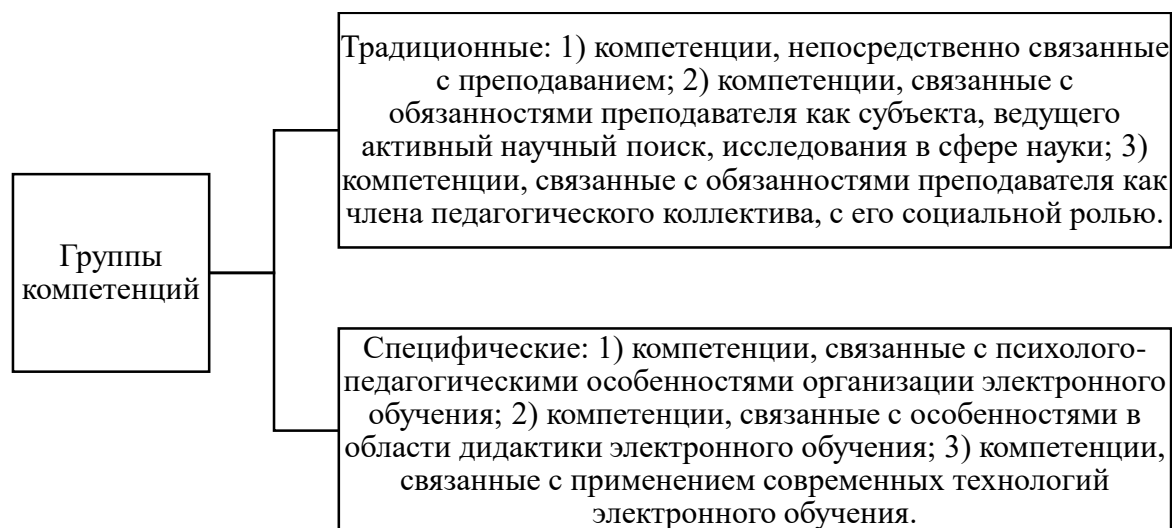 Традиционные: 1) компетенции, непосредственно связанные
с преподаванием; 2) компетенции, связанные с
обязанностями преподавателя как субъекта, ведущего
активный научный поиск, исследования в сфере науки; 3)
компетенции, связанные с обязанностями преподавателя как
члена педагогического коллектива, с его социальной ролью.
Группы
компетенций
Специфические: 1) компетенции, связанные с психолого-
педагогическими особенностями организации электронного
обучения; 2) компетенции, связанные с особенностями в
области дидактики электронного обучения; 3) компетенции,
связанные с применением современных технологий
электронного обучения.